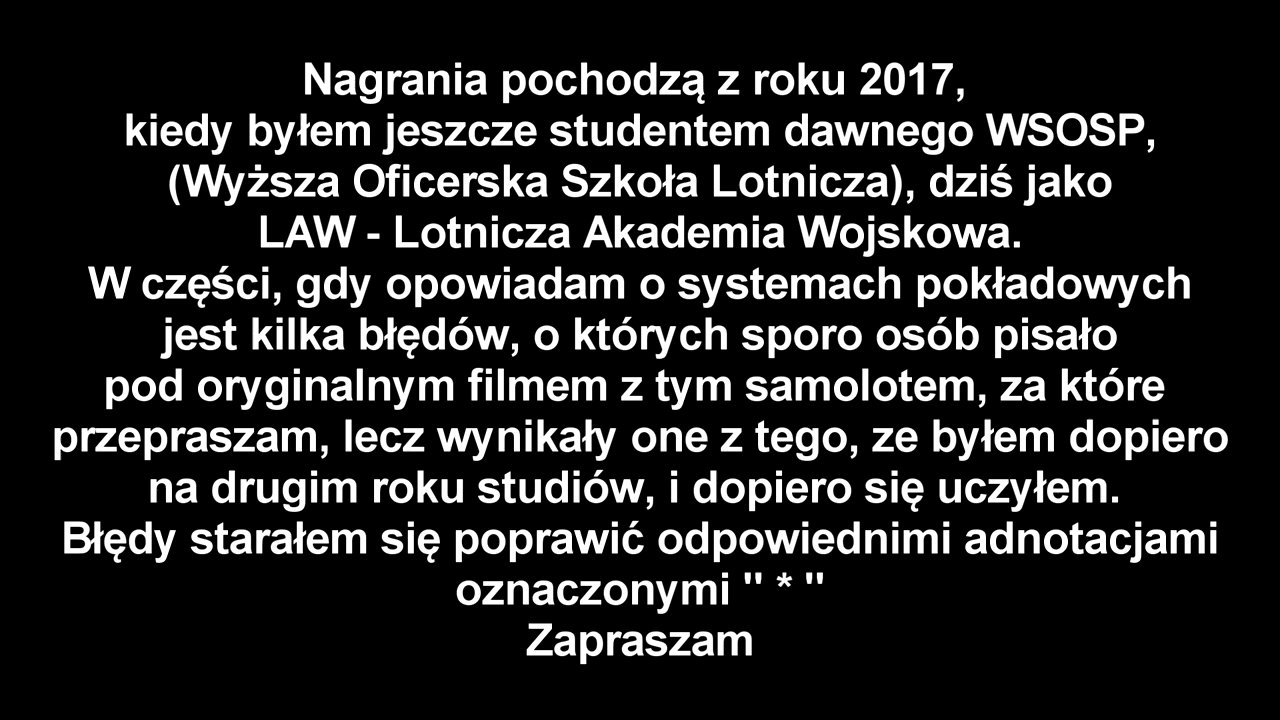 Nagrania pochodzą z roku 2017,
kiedy byłem jeszcze studentem dawnego WSOSP,
(Wyższa Oficerska Szkoła Lotnicza), dziś jako
LAW - Lotnicza Akademia Wojskowa.
W części, gdy opowiadam o systemach pokładowych
jest kilka błędów, o których sporo osób pisało
pod oryginalnym filmem z tym samolotem, za które
przepraszam, lecz wynikały one z tego, ze byłem dopiero
na drugim roku studiów, i dopiero się uczyłem.
Błędy starałem się poprawić odpowiednimi adnotacjami
oznaczonymi " * "
Zapraszam